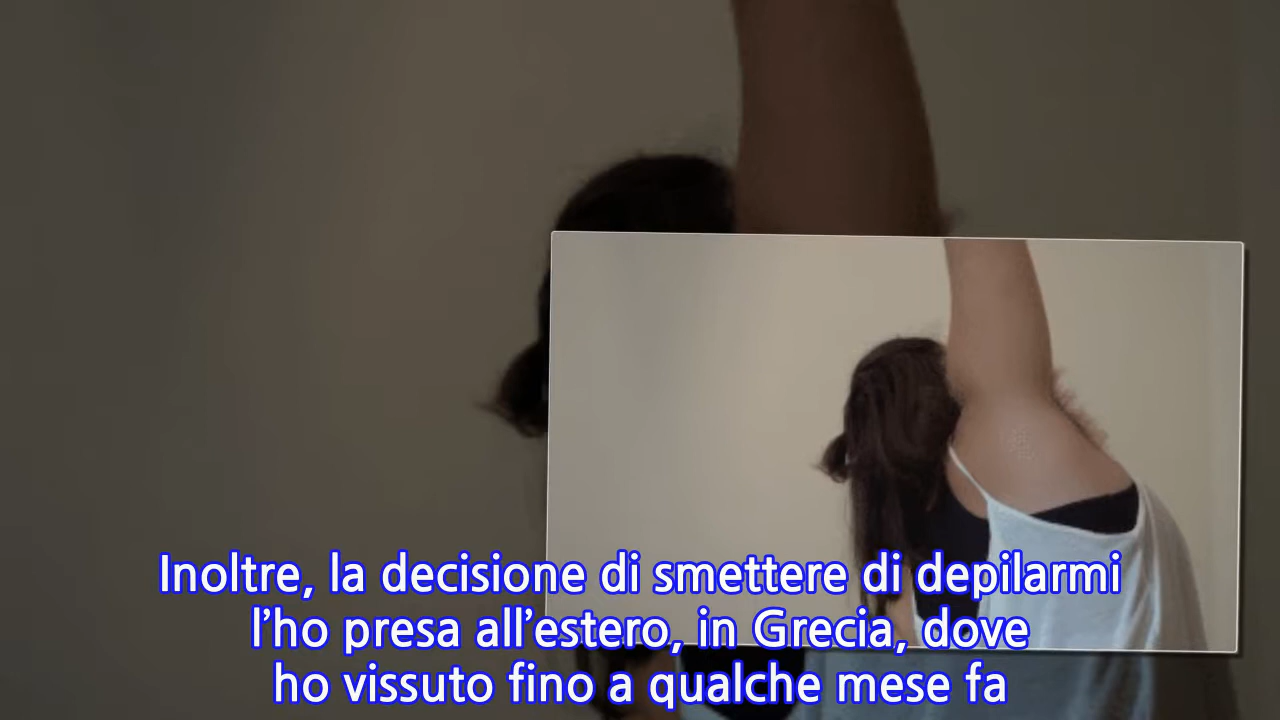 Inoltre, la decisione di smettere di depilarmi
l'ho presa all'estero, in Grecia, dove
ho vissuto fino a qualche mese fa